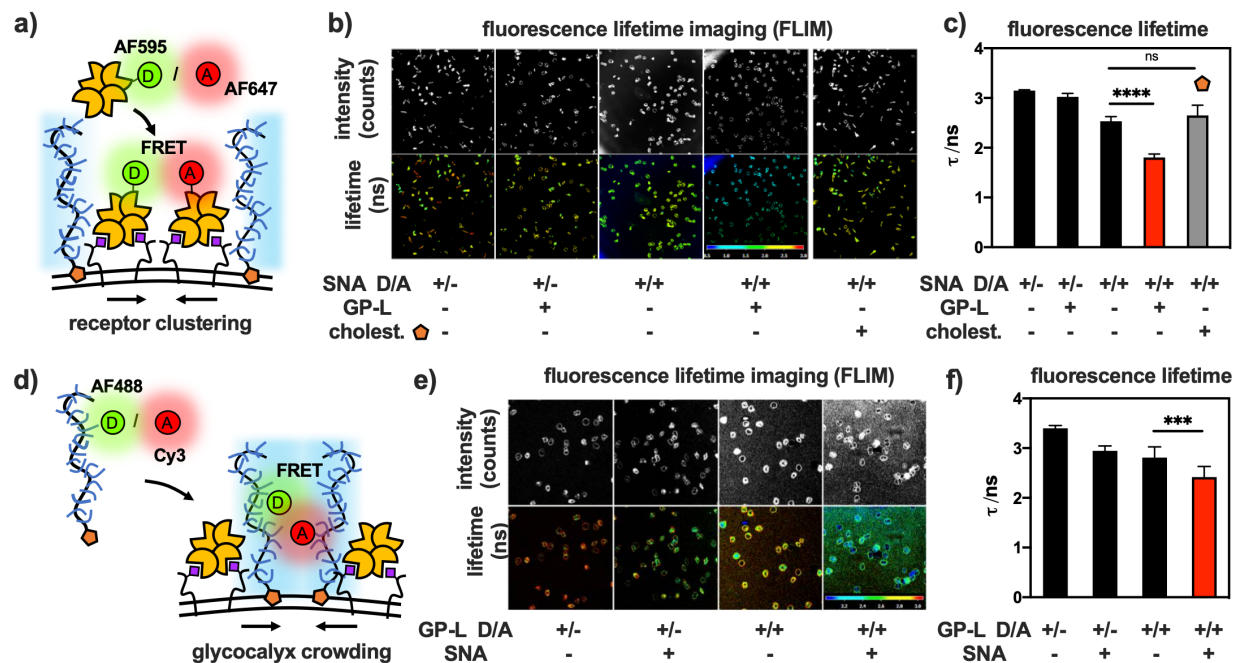 a)
AF595
D / A
AF647
FRET
D A
receptor clustering
b)
fluorescence lifetime imaging (FLIM)
intensity
(counts)
lifetime
(ns)
SNA D/A +/- +/- +/+ +/+ +/+
GP-L - + - + -
cholest. - - - - +
c)
fluorescence lifetime
4
3
2
1
0
τ /ns
ns
****
SNA D/A +/- +/- +/+ +/+ +/+
GP-L - + - + -
cholest. - - - - +
d)
AF488
D / A
Cy3
FRET
D
A
glycocalyx crowding
e)
fluorescence lifetime imaging (FLIM)
intensity
(counts)
lifetime
(ns)
GP-L D/A +/- +/- +/+ +/+
SNA - + - +
f)
fluorescence lifetime
4
3
2
1
0
τ /ns
***
GP-L D/A +/- +/- +/+ +/+
SNA - + - +